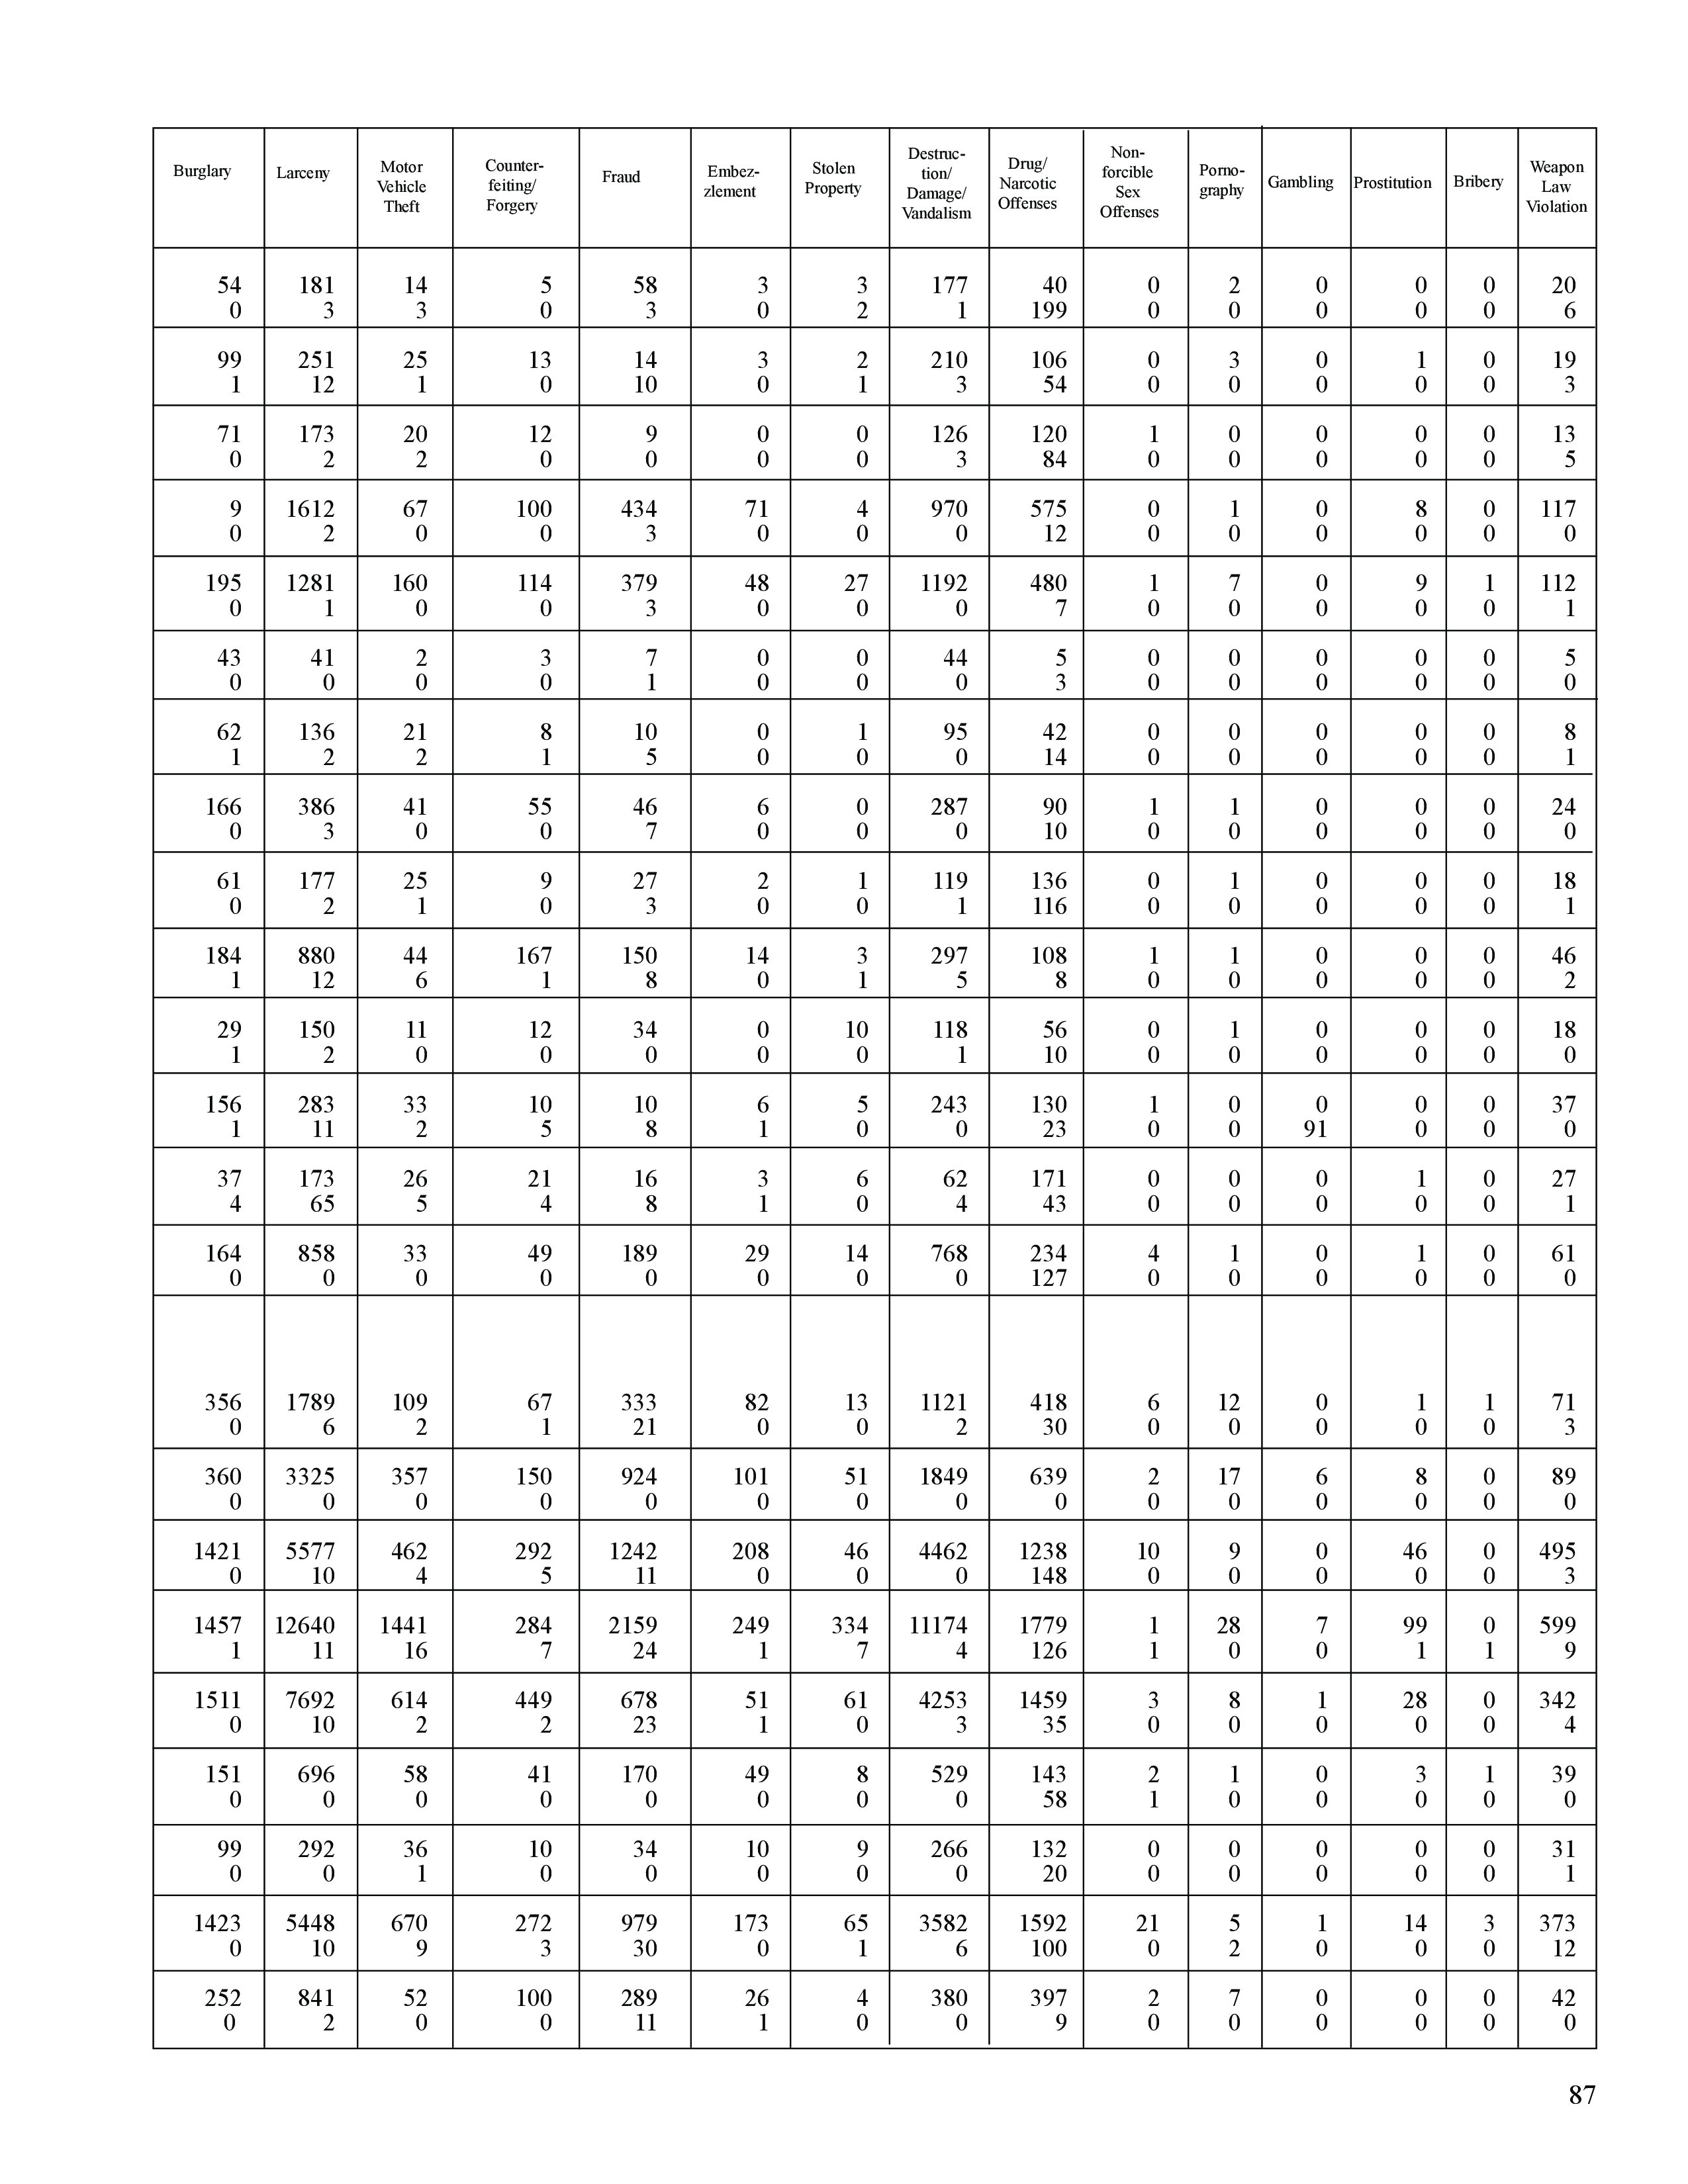 Burglary Larceny Motor Vehicle Theft Counter-feiting/ Forgery Fraud Embez-zlement Stolen Property Destruc-tion/ Damage/ Vandalism Drug/ Narcotic Offenses Non-forcible Sex Offenses Porno-graphy Gambling Prostitution Bribery Weapon Law Violation
54 181 14 5 58 3 3 177 40 0 2 0 0 0 20
0 3 3 0 3 0 2 1 199 0 0 0 0 0 6
99 251 25 13 14 3 2 210 106 0 3 0 1 0 19
1 12 1 0 10 0 1 3 54 0 0 0 0 0 3
71 173 20 12 9 0 0 126 120 1 0 0 0 0 13
0 2 2 0 0 0 0 3 84 0 0 0 0 0 5
9 1612 67 100 434 71 4 970 575 0 1 0 8 0 117
0 2 0 0 3 0 0 0 12 0 0 0 0 0 0
195 1281 160 114 379 48 27 1192 480 1 7 0 9 1 112
0 1 0 0 3 0 0 0 7 0 0 0 0 0 1
43 41 2 3 7 0 0 44 5 0 0 0 0 0 5
0 0 0 0 1 0 0 0 3 0 0 0 0 0 0
62 136 21 8 10 0 1 95 42 0 0 0 0 0 8
1 2 2 1 5 0 0 0 14 0 0 0 0 0 1
166 386 41 55 46 6 0 287 90 1 1 0 0 0 24
0 3 0 0 7 0 0 0 10 0 0 0 0 0 0
61 177 25 9 27 2 1 119 136 0 1 0 0 0 18
0 2 1 0 3 0 0 1 116 0 0 0 0 0 1
184 880 44 167 150 14 3 297 108 1 1 0 0 0 46
1 12 6 1 8 0 1 5 8 0 0 0 0 0 2
29 150 11 12 34 0 10 118 56 0 1 0 0 0 18
1 2 0 0 0 0 0 1 10 0 0 0 0 0 0
156 283 33 10 10 6 5 243 130 1 0 0 0 0 37
1 11 2 5 8 1 0 0 23 0 0 91 0 0 0
37 173 26 21 16 3 6 62 171 0 0 0 1 0 27
4 65 5 4 8 1 0 4 43 0 0 0 0 0 1
164 858 33 49 189 29 14 768 234 4 1 0 1 0 61
0 0 0 0 0 0 0 0 127 0 0 0 0 0 0
356 1789 109 67 333 82 13 1121 418 6 12 0 1 1 71
0 6 2 1 21 0 0 2 30 0 0 0 0 0 3
360 3325 357 150 924 101 51 1849 639 2 17 6 8 0 89
0 0 0 0 0 0 0 0 0 0 0 0 0 0 0
1421 5577 462 292 1242 208 46 4462 1238 10 9 0 46 0 495
0 10 4 5 11 0 0 0 148 0 0 0 0 0 3
1457 12640 1441 284 2159 249 334 11174 1779 1 28 7 99 0 599
1 11 16 7 24 1 7 4 126 1 0 0 1 1 9
1511 7692 614 449 678 51 61 4253 1459 3 8 1 28 0 342
0 10 2 2 23 1 0 3 35 0 0 0 0 0 4
151 696 58 41 170 49 8 529 143 2 1 0 3 1 39
0 0 0 0 0 0 0 0 58 1 0 0 0 0 0
99 292 36 10 34 10 9 266 132 0 0 0 0 0 31
0 0 1 0 0 0 0 0 20 0 0 0 0 0 1
1423 5448 670 272 979 173 65 3582 1592 21 5 1 14 3 373
0 10 9 3 30 0 1 6 100 0 2 0 0 0 12
252 841 52 100 289 26 4 380 397 2 7 0 0 0 42
0 2 0 0 11 1 0 0 9 0 0 0 0 0 0
87